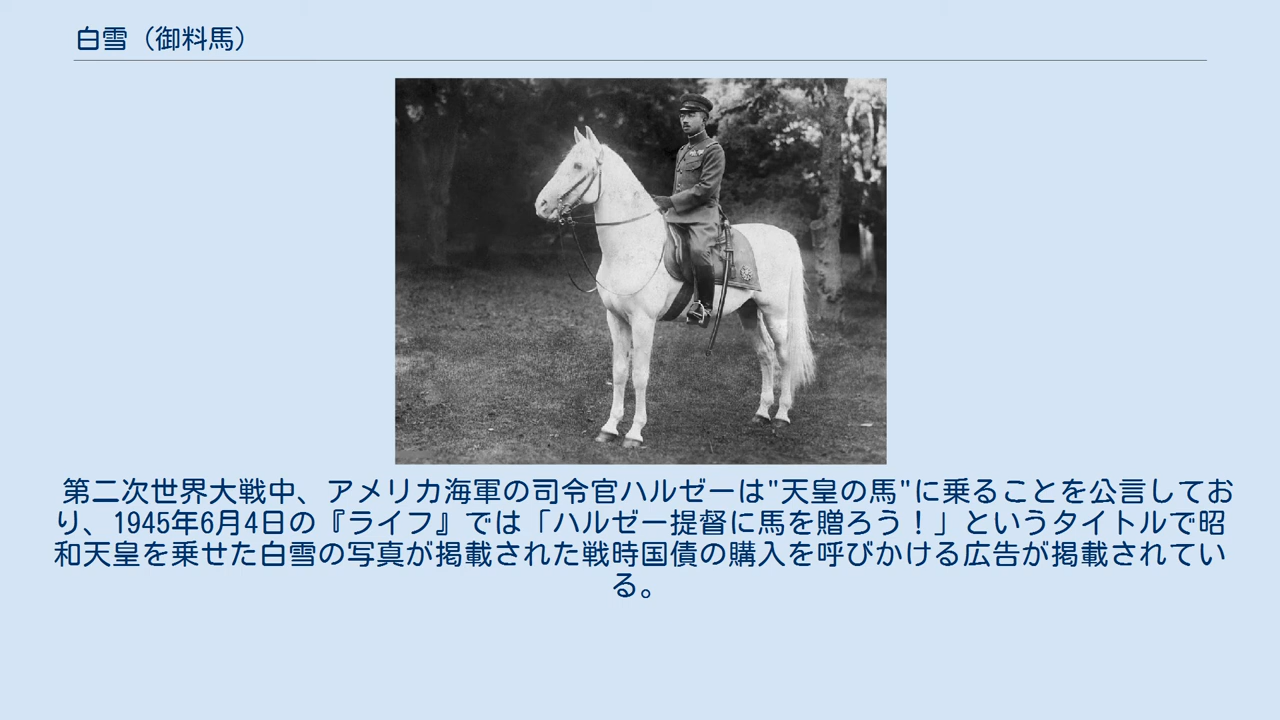 白雪（御料馬）
第二次世界大戦中、アメリカ海軍の司令官ハルゼーは"天皇の馬"に乗ることを公言してお
り、1945年6月4日の『ライフ』では「ハルゼー提督に馬を贈ろう！」というタイトルで昭
和天皇を乗せた白雪の写真が掲載された戦時国債の購入を呼びかける広告が掲載されてい
る。